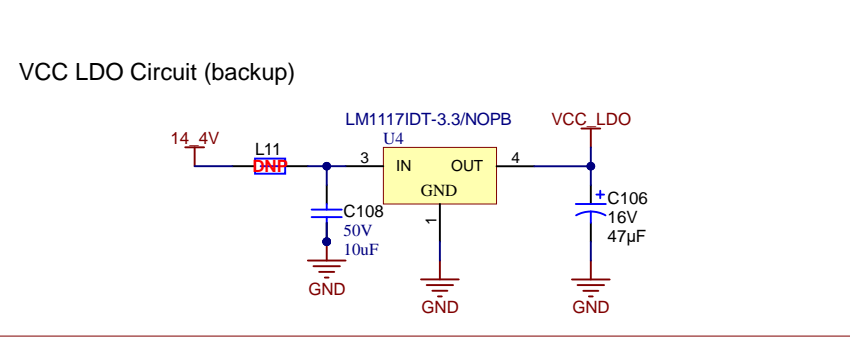 VCC LDO Circuit (backup)
LM1117IDT-3.3/NOPB
VCC_LDO
14_4V
U4
L11
DNP
3
IN
OUT
4
GND
1
C108
50V
10uF
+
C106
16V
47µF
GND
GND
GND